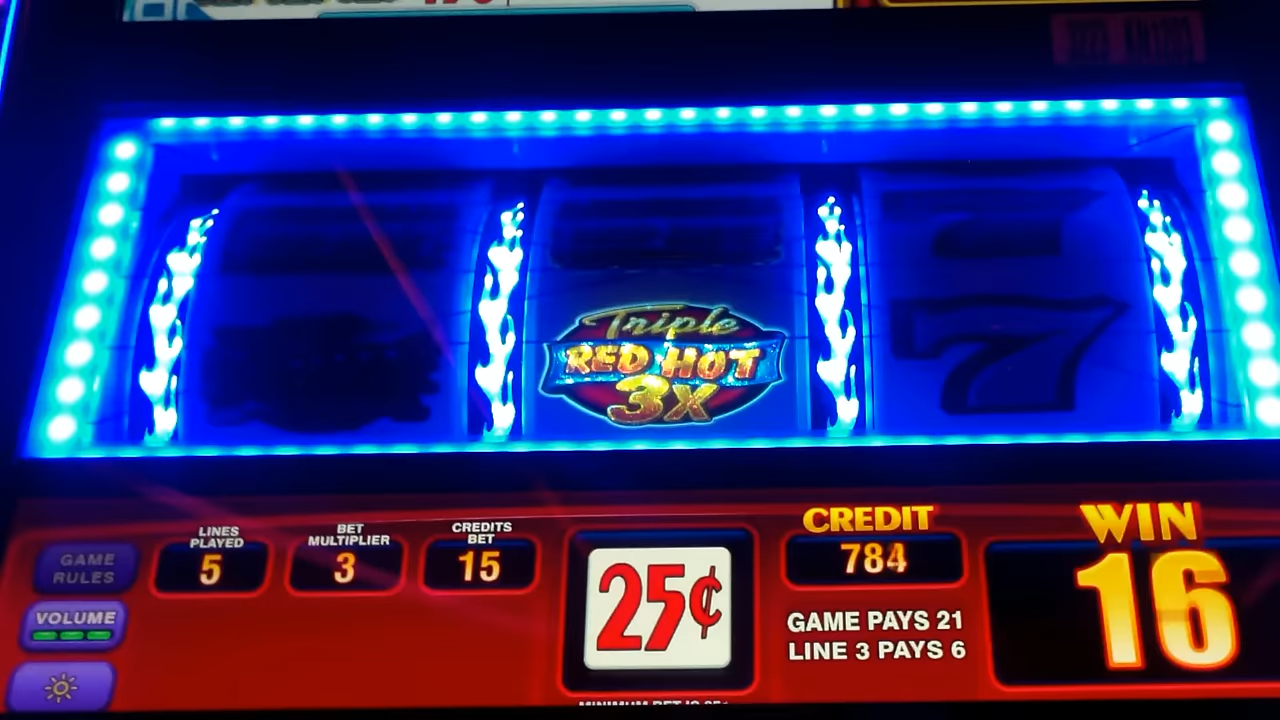 Triple
RED HOT
3X
7
LINES
PLAYED
5
BET
MULTIPLIER
3
CREDITS
BET
15
GAME
RULES
VOLUME
25¢
CREDIT
784
GAME PAYS 21
LINE 3 PAYS 6
WIN
16